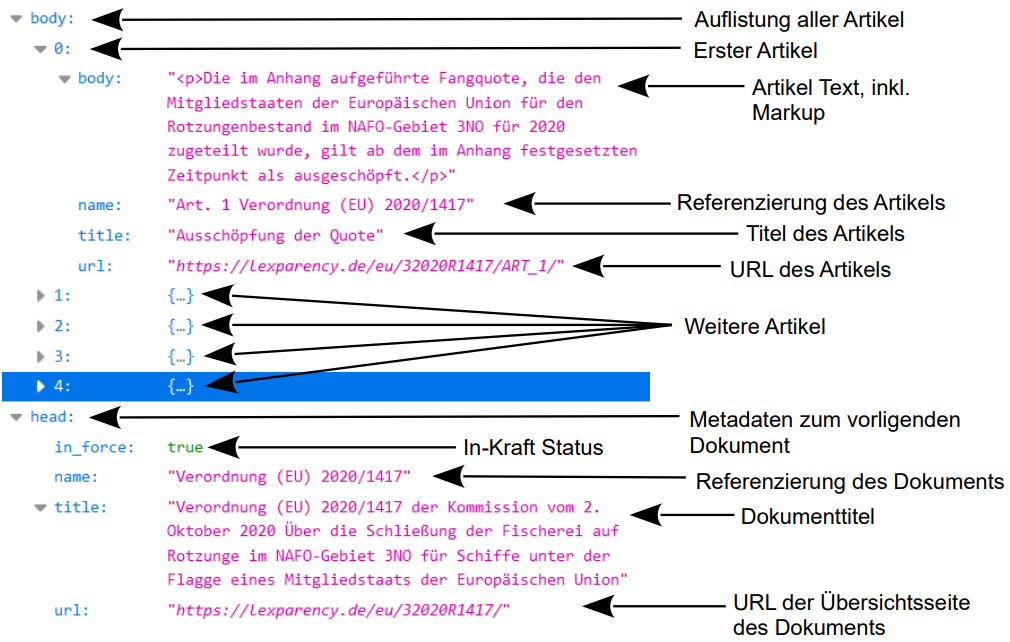 body: Auflistung aller Artikel
0: Erster Artikel
body: "<p>Die im Anhang aufgeführte Fangquote, die den
Mitgliedstaaten der Europäischen Union für den
Rotzungenbestand im NAFO-Gebiet 3NO für 2020
zugeteilt wurde, gilt ab dem im Anhang festgesetzten
Zeitpunkt als ausgeschöpft.</p>"
Artikel Text, inkl.
Markup
name: "Art. 1 Verordnung (EU) 2020/1417" Referenzierung des Artikels
title: "Ausschöpfung der Quote" Titel des Artikels
url: "https://lexparency.de/eu/32020R1417/ART_1/" URL des Artikels
1: {…}
2: {…} Weitere Artikel
3: {…}
4: {…}
head: Metadaten zum vorligenden
Dokument
in_force: true In-Kraft Status
name: "Verordnung (EU) 2020/1417" Referenzierung des Dokuments
title: "Verordnung (EU) 2020/1417 der Kommission vom 2.
Oktober 2020 Über die Schließung der Fischerei auf
Rotzunge im NAFO-Gebiet 3NO für Schiffe unter der
Flagge eines Mitgliedstaats der Europäischen Union"
Dokumenttitel
url: "https://lexparency.de/eu/32020R1417/" URL der Übersichtsseite
des Dokuments